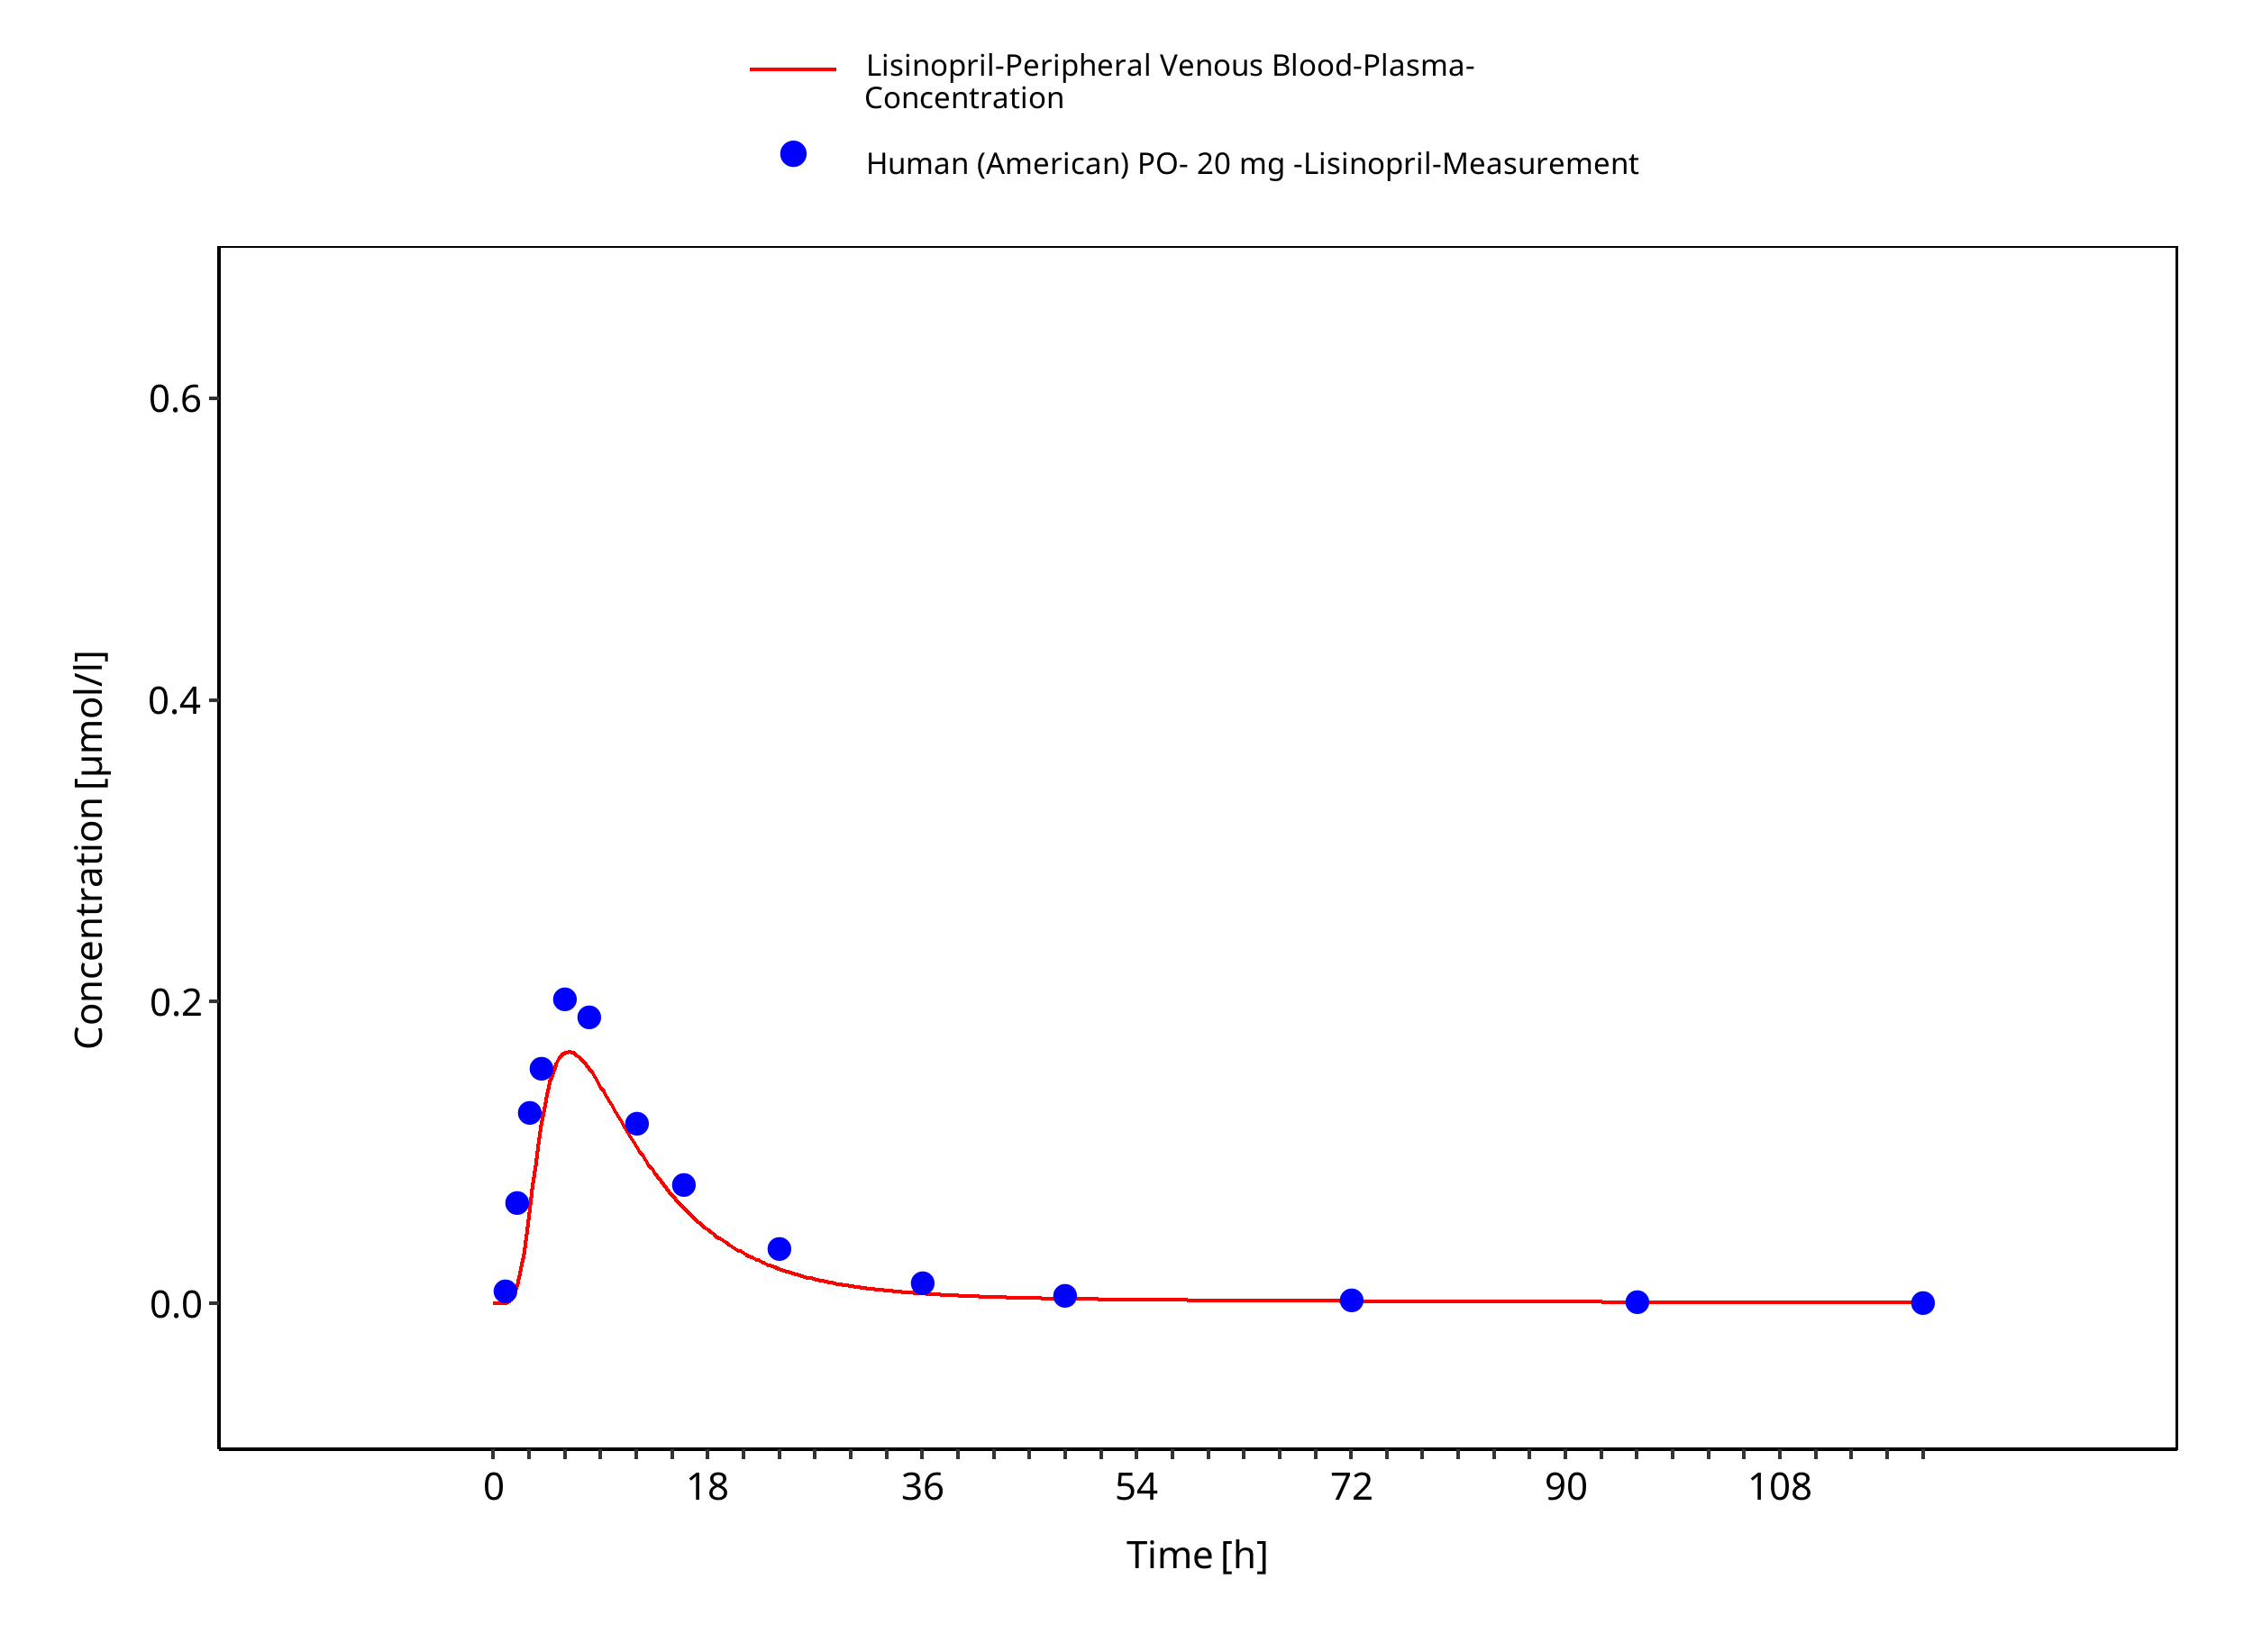 Lisinopril-Peripheral Venous Blood-Plasma-
Concentration
Human (American) PO- 20 mg -Lisinopril-Measurement
0.6
0.4
0.2
0.0
Concentration [µmol/l]
0 18 36 54 72 90 108
Time [h]